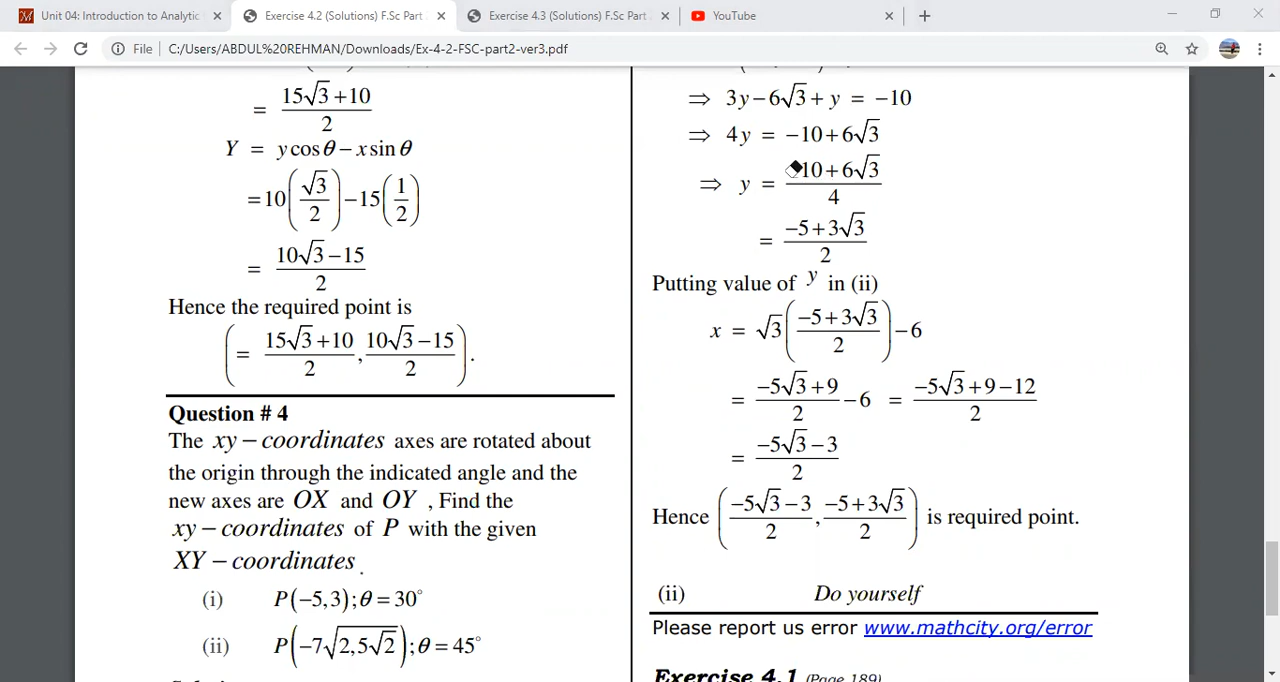 Unit 04: Introduction to Analytic
Exercise 4.2 (Solutions) F.Sc Part
Exercise 4.3 (Solutions) F.Sc Part
YouTube
File
C:/Users/ABDUL%20REHMAN/Downloads/Ex-4-2-FSC-part2-ver3.pdf
= (15√3 + 10)/2
Y = y cos θ − x sin θ
= 10(√3/2) − 15(1/2)
= (10√3 − 15)/2
Hence the required point is
(= (15√3 + 10)/2, (10√3 − 15)/2).
Question # 4
The xy − coordinates axes are rotated about
the origin through the indicated angle and the
new axes are OX and OY , Find the
xy − coordinates of P with the given
XY − coordinates .
(i) P(−5,3); θ = 30°
(ii) P(−7√(2,5√2)); θ = 45°
⇒ 3y − 6√3 + y = −10
⇒ 4y = −10 + 6√3
⇒ y = (10 + 6√3)/4
= (−5 + 3√3)/2
Putting value of y in (ii)
x = √3((−5 + 3√3)/2) − 6
= (−5√3 + 9)/2 − 6 = (−5√3 + 9 − 12)/2
= (−5√3 − 3)/2
Hence ((−5√3 − 3)/2, (−5 + 3√3)/2) is required point.
(ii) Do yourself
Please report us error www.mathcity.org/error
Exercise 4.1 (Page 189)